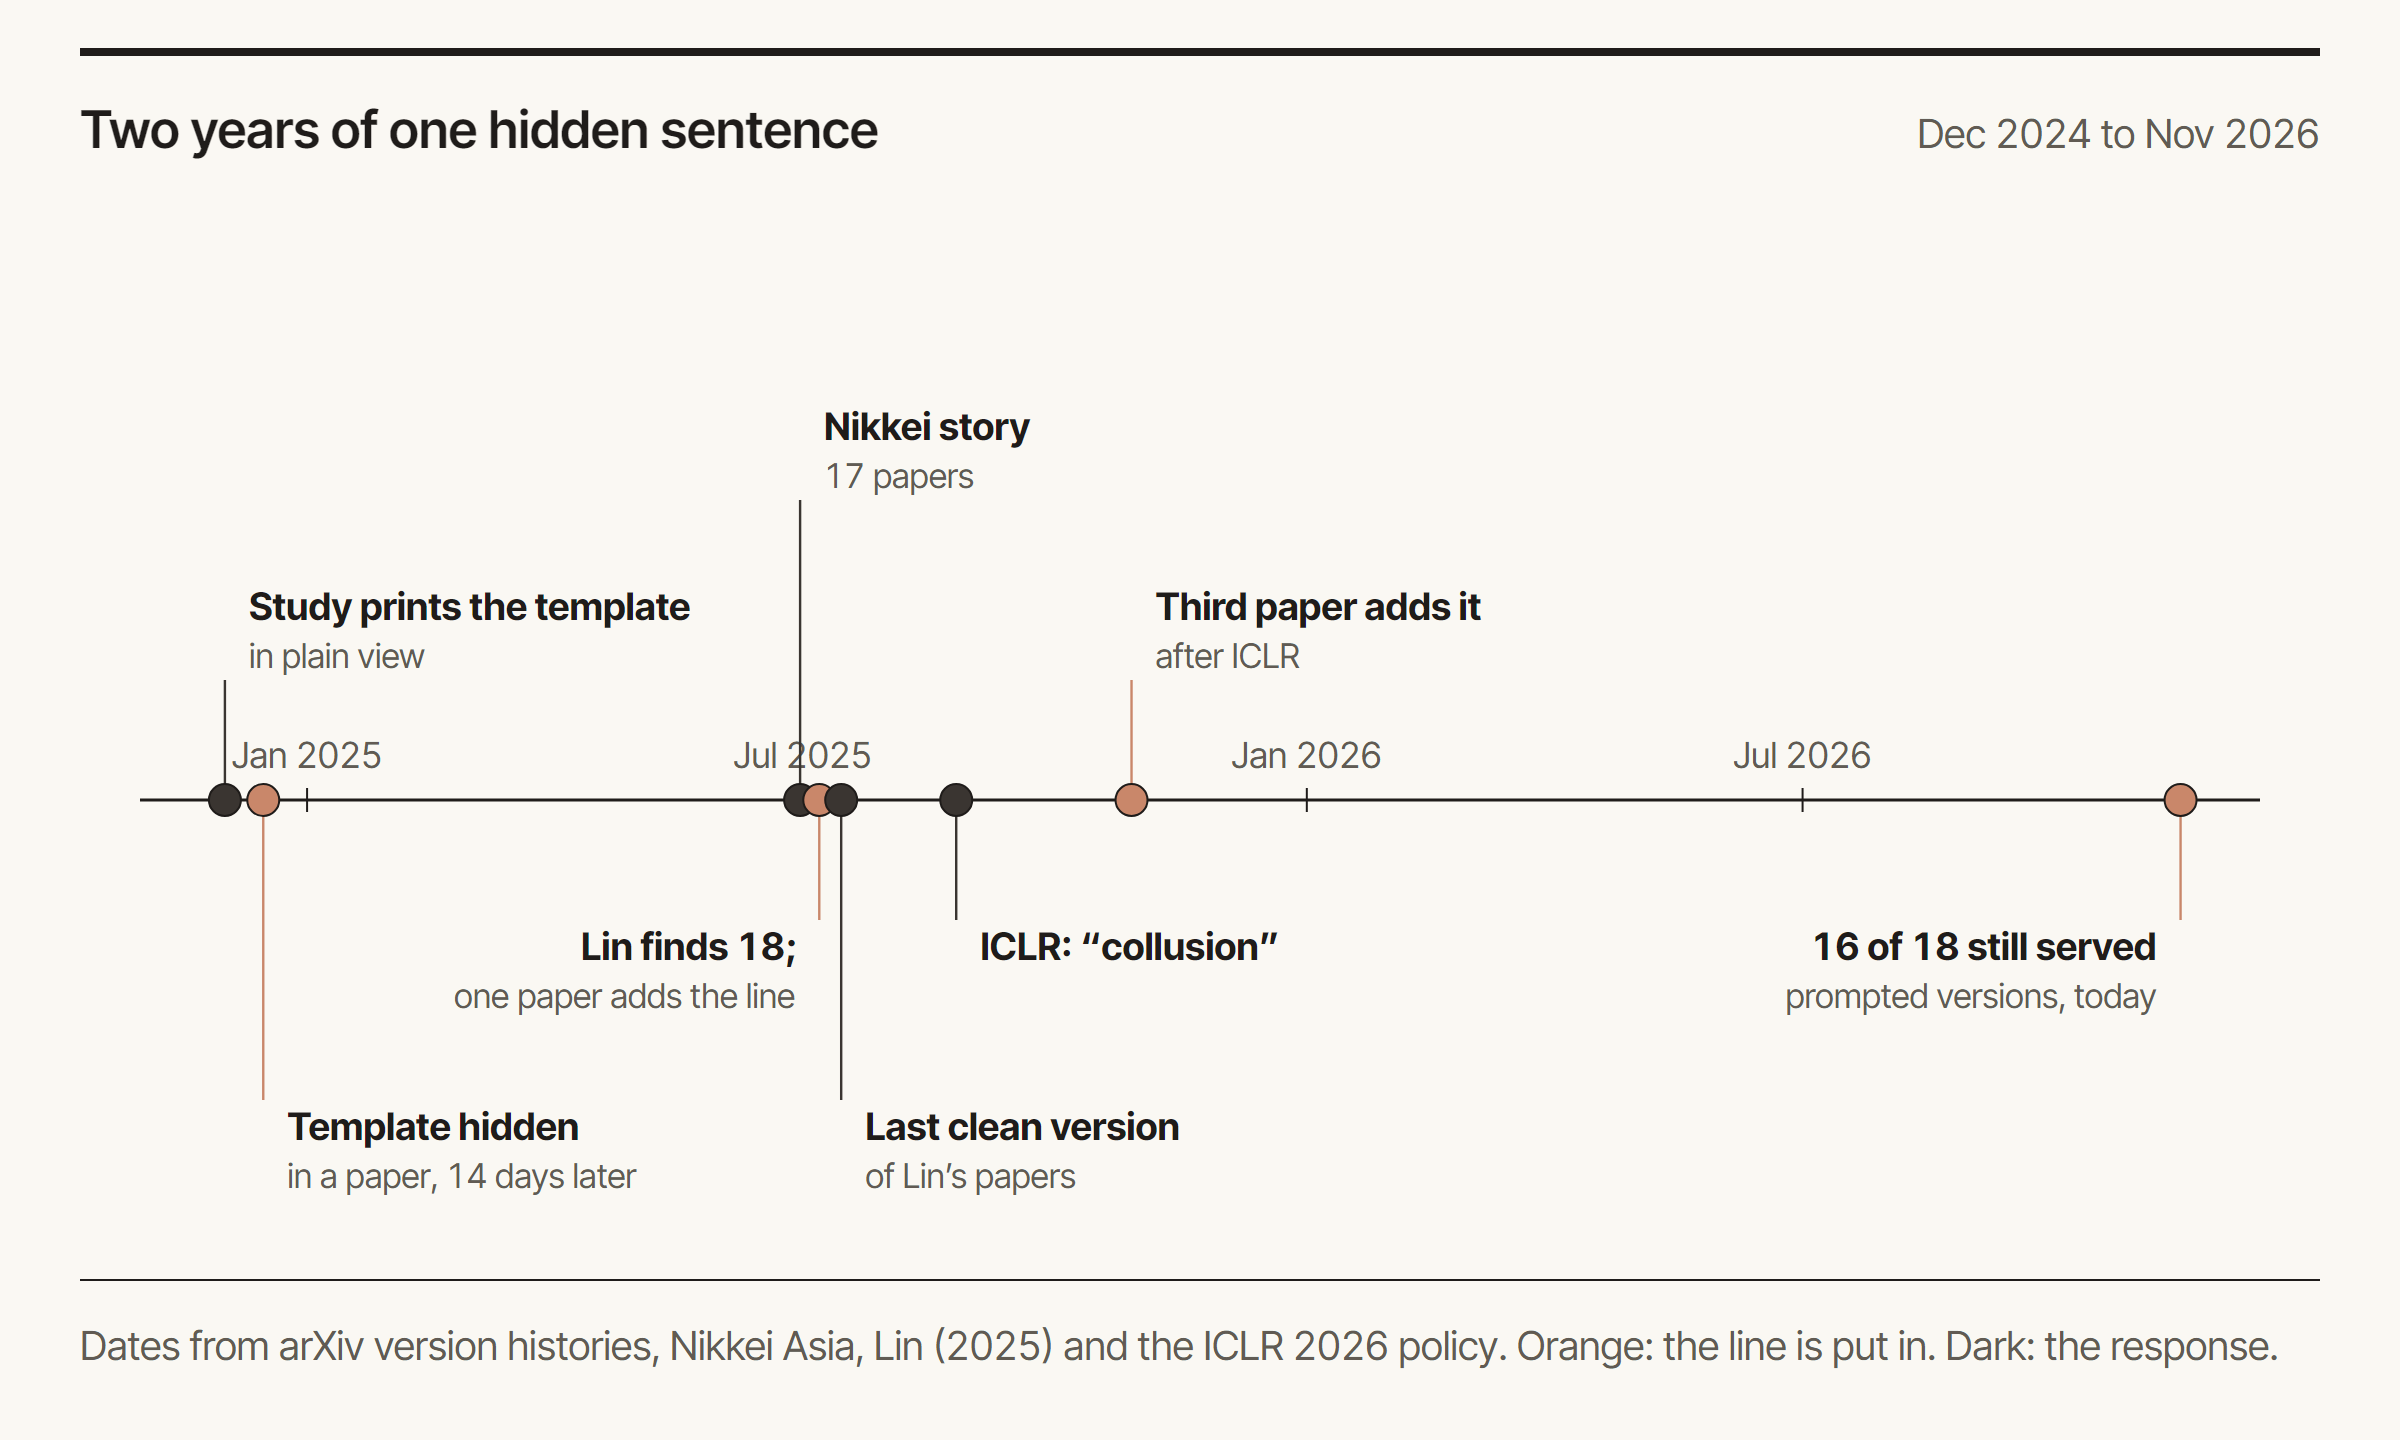 Two years of one hidden sentence
Dec 2024 to Nov 2026
Nikkei story
17 papers
Study prints the template
in plain view
Third paper adds it
after ICLR
Jan 2025
Jul 2025
Jan 2026
Jul 2026
Lin finds 18;
one paper adds the line
ICLR: “collusion”
16 of 18 still served
prompted versions, today
Template hidden
in a paper, 14 days later
Last clean version
of Lin’s papers
Dates from arXiv version histories, Nikkei Asia, Lin (2025) and the ICLR 2026 policy. Orange: the line is put in. Dark: the response.